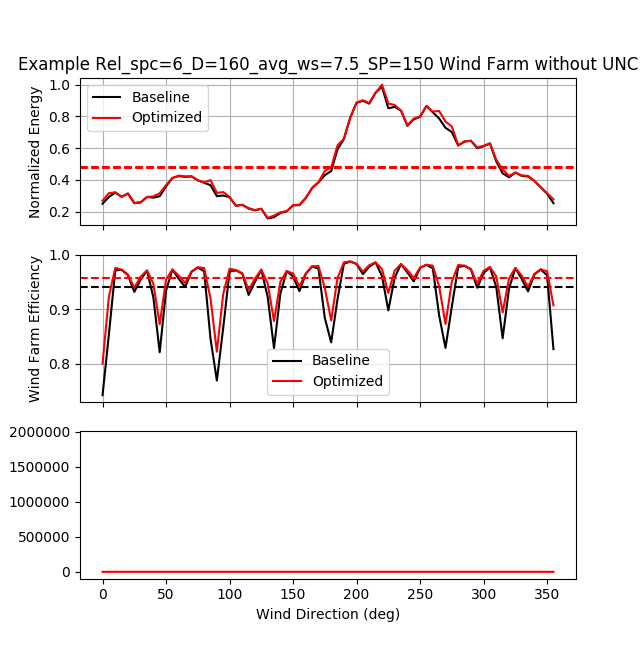 Example Rel_spc=6_D=160_avg_ws=7.5_SP=150 Wind Farm without UNC
Normalized Energy
1.0
0.8
0.6
0.4
0.2
Baseline
Optimized
Wind Farm Efficiency
1.0
0.9
0.8
Baseline
Optimized
2000000
1500000
1000000
500000
0
0 50 100 150 200 250 300 350
Wind Direction (deg)